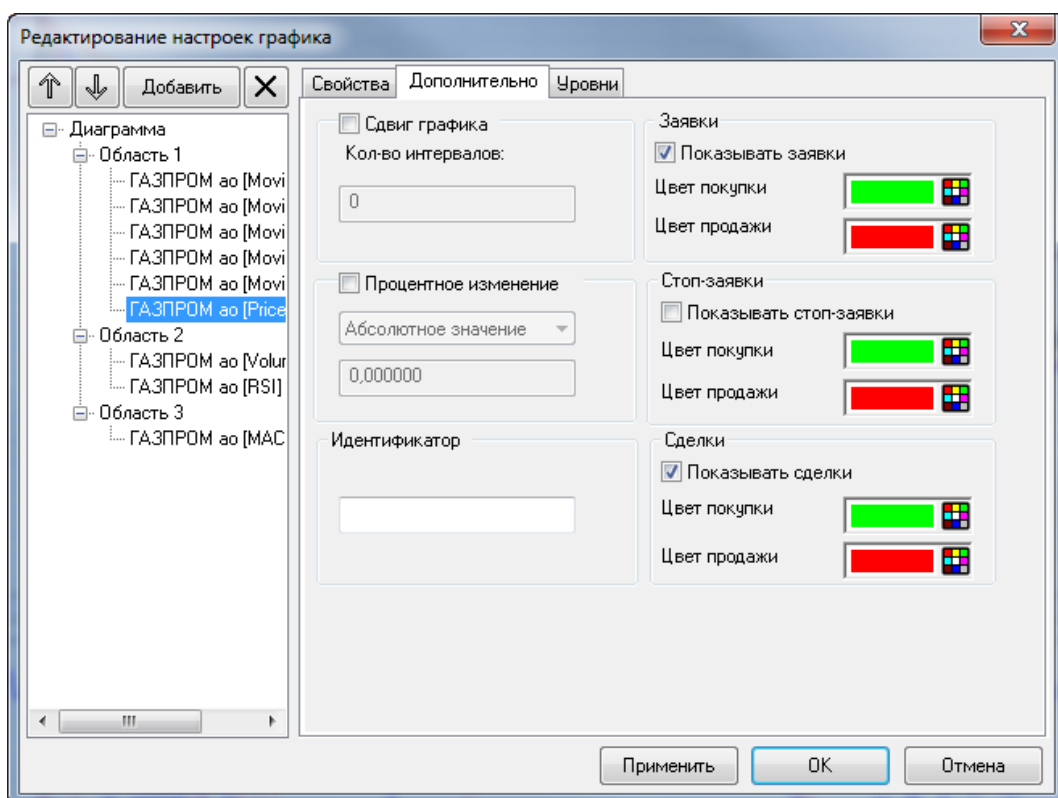 Редактирование настроек графика
Добавить
Диаграмма
Область 1
ГАЗПРОМ ао [Movi
ГАЗПРОМ ао [Movi
ГАЗПРОМ ао [Movi
ГАЗПРОМ ао [Movi
ГАЗПРОМ ао [Movi
ГАЗПРОМ ао [Price
Область 2
ГАЗПРОМ ао [Volur
ГАЗПРОМ ао [RSI]
Область 3
ГАЗПРОМ ао [MAC
Свойства Дополнительно Уровни
Сдвиг графика
Кол-во интервалов:
0
Процентное изменение
Абсолютное значение
0,000000
Идентификатор
Заявки
Показывать заявки
Цвет покупки
Цвет продажи
Стоп-заявки
Показывать стоп-заявки
Цвет покупки
Цвет продажи
Сделки
Показывать сделки
Цвет покупки
Цвет продажи
Применить OK Отмена